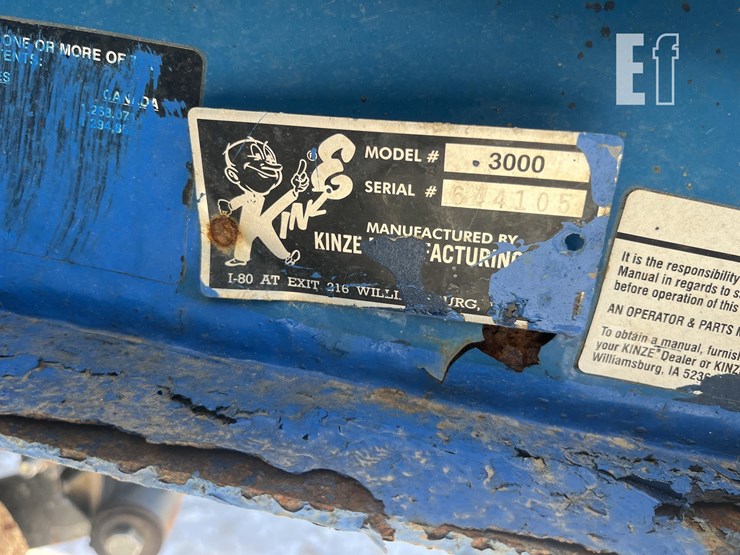 ONE OR MORE OF
CANADA
Ef
KINZE
MODEL # 3000
SERIAL # 644105
MANUFACTURED BY
KINZE
I-80 AT EXIT 216
It is the responsibility
Manual in regards to
before operation of this
AN OPERATOR & PARTS
To obtain a manual,
your KINZE® Dealer or
Williamsburg, IA